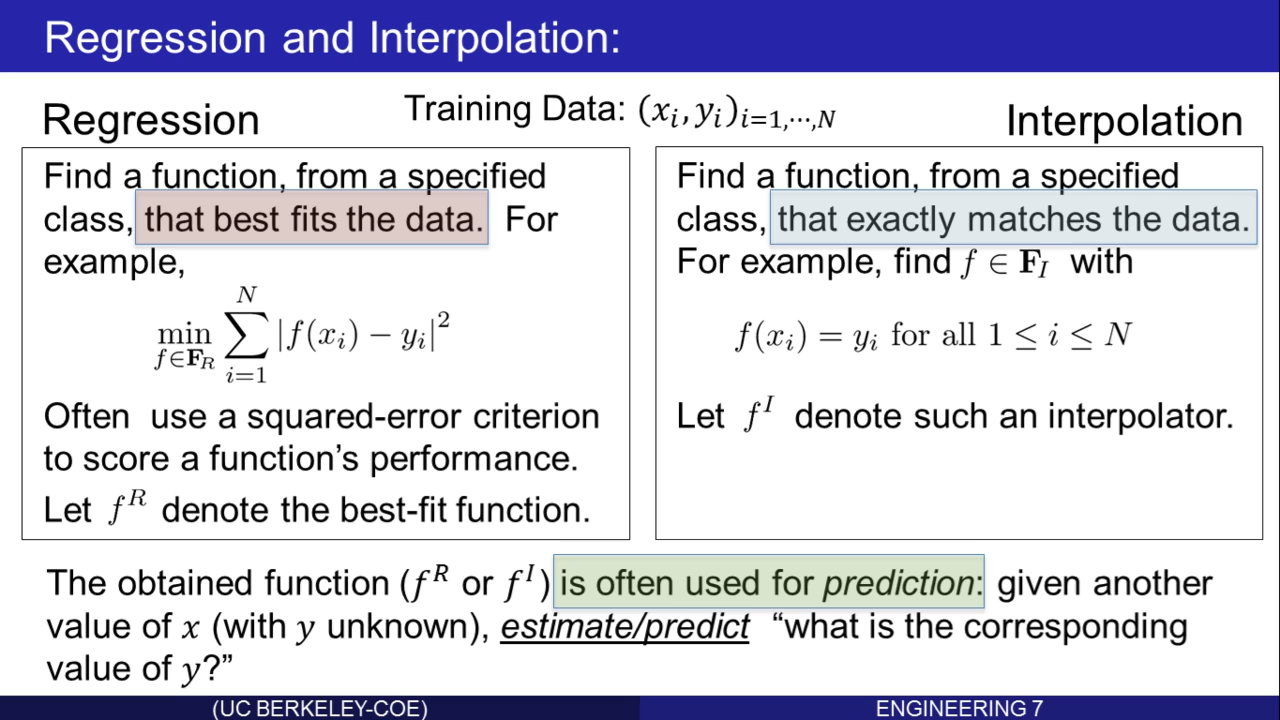 Regression and Interpolation:
Training Data: (xᵢ, yᵢ)ᵢ₌₁,⋯,N
Regression
Find a function, from a specified
class, that best fits the data. For
example,
min f∈F_R ∑_{i=1}^{N} |f(xᵢ) − yᵢ|²
Often use a squared-error criterion
to score a function’s performance.
Let f^R denote the best-fit function.
Interpolation
Find a function, from a specified
class, that exactly matches the data.
For example, find f ∈ F_I with
f(xᵢ) = yᵢ for all 1 ≤ i ≤ N
Let f^I denote such an interpolator.
The obtained function (f^R or f^I) is often used for prediction: given another
value of x (with y unknown), estimate/predict “what is the corresponding
value of y?”
(UC BERKELEY-COE)
ENGINEERING 7